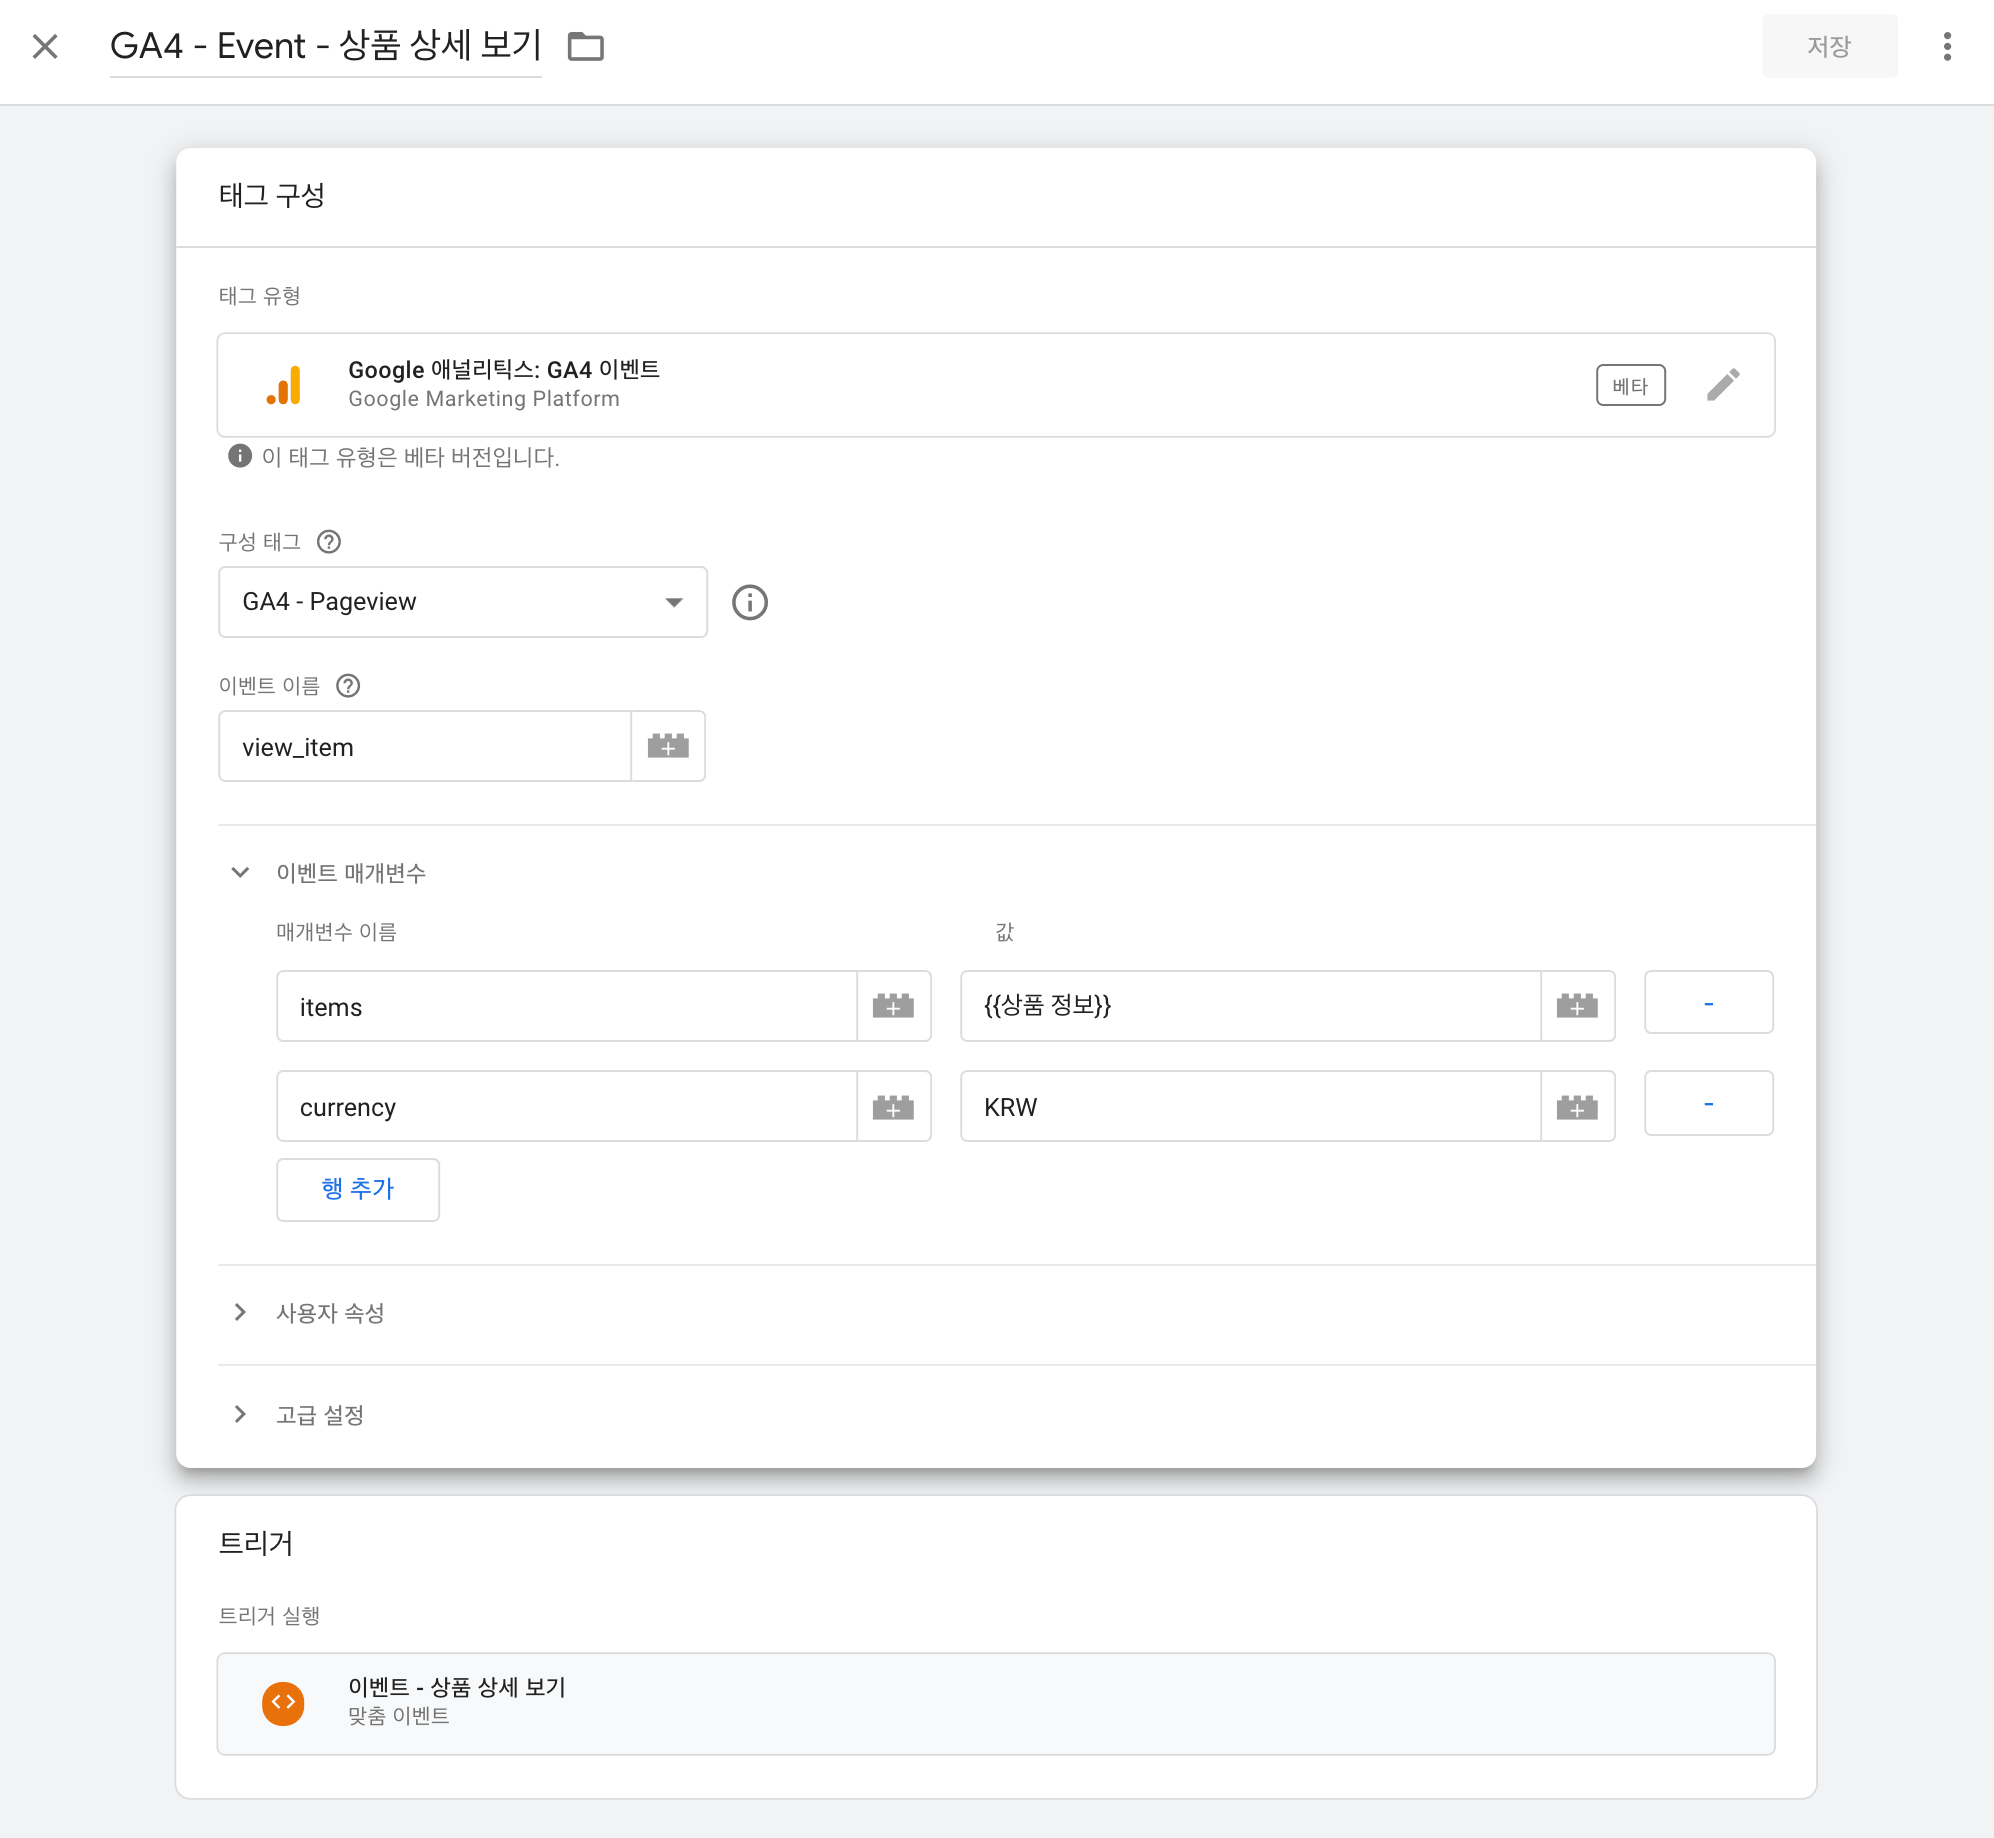 GA4 - Event - 상품 상세 보기
저장
태그 구성
태그 유형
Google 애널리틱스: GA4 이벤트
Google Marketing Platform
베타
이 태그 유형은 베타 버전입니다.
구성 태그
GA4 - Pageview
이벤트 이름
view_item
이벤트 매개변수
매개변수 이름 값
items {{상품 정보}} -
currency KRW -
행 추가
사용자 속성
고급 설정
트리거
트리거 실행
이벤트 - 상품 상세 보기
맞춤 이벤트